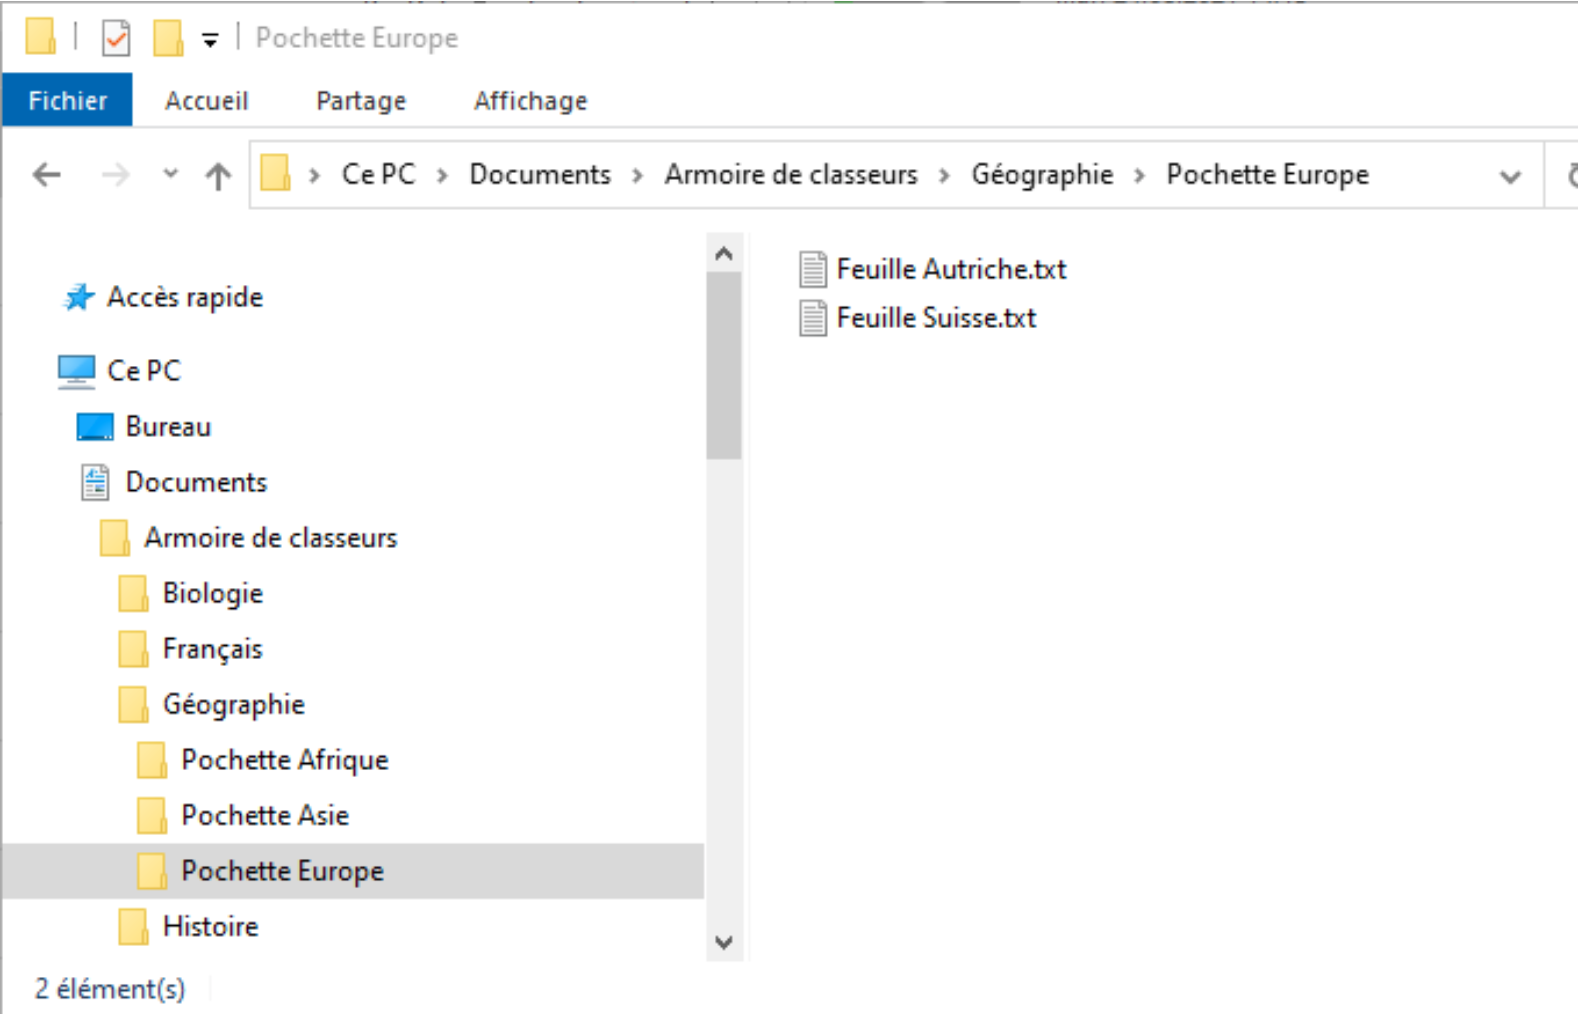 Pochette Europe
Fichier Accueil Partage Affichage
Ce PC > Documents > Armoire de classeurs > Géographie > Pochette Europe
Accès rapide
Ce PC
Bureau
Documents
Armoire de classeurs
Biologie
Français
Géographie
Pochette Afrique
Pochette Asie
Pochette Europe
Histoire
Feuille Autriche.txt
Feuille Suisse.txt
2 élément(s)